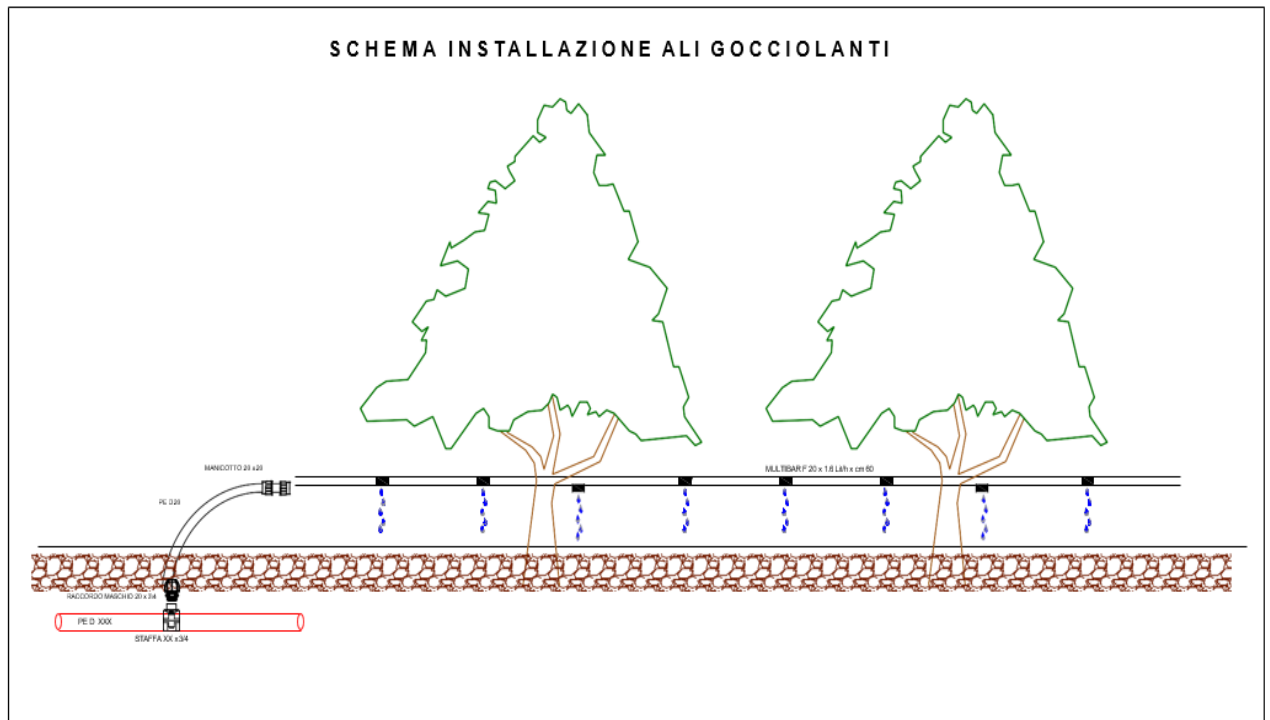 SCHEMA INSTALLAZIONE ALI GOCCIOLANTI
MANICOTTO 20 x20
MULTIBAR F 20 x 1.6 Lit/h x cm 60
PE D20
RACCORDO MASCHIO 20 x 3/4
PE D XXX
STAFFA XX x3/4